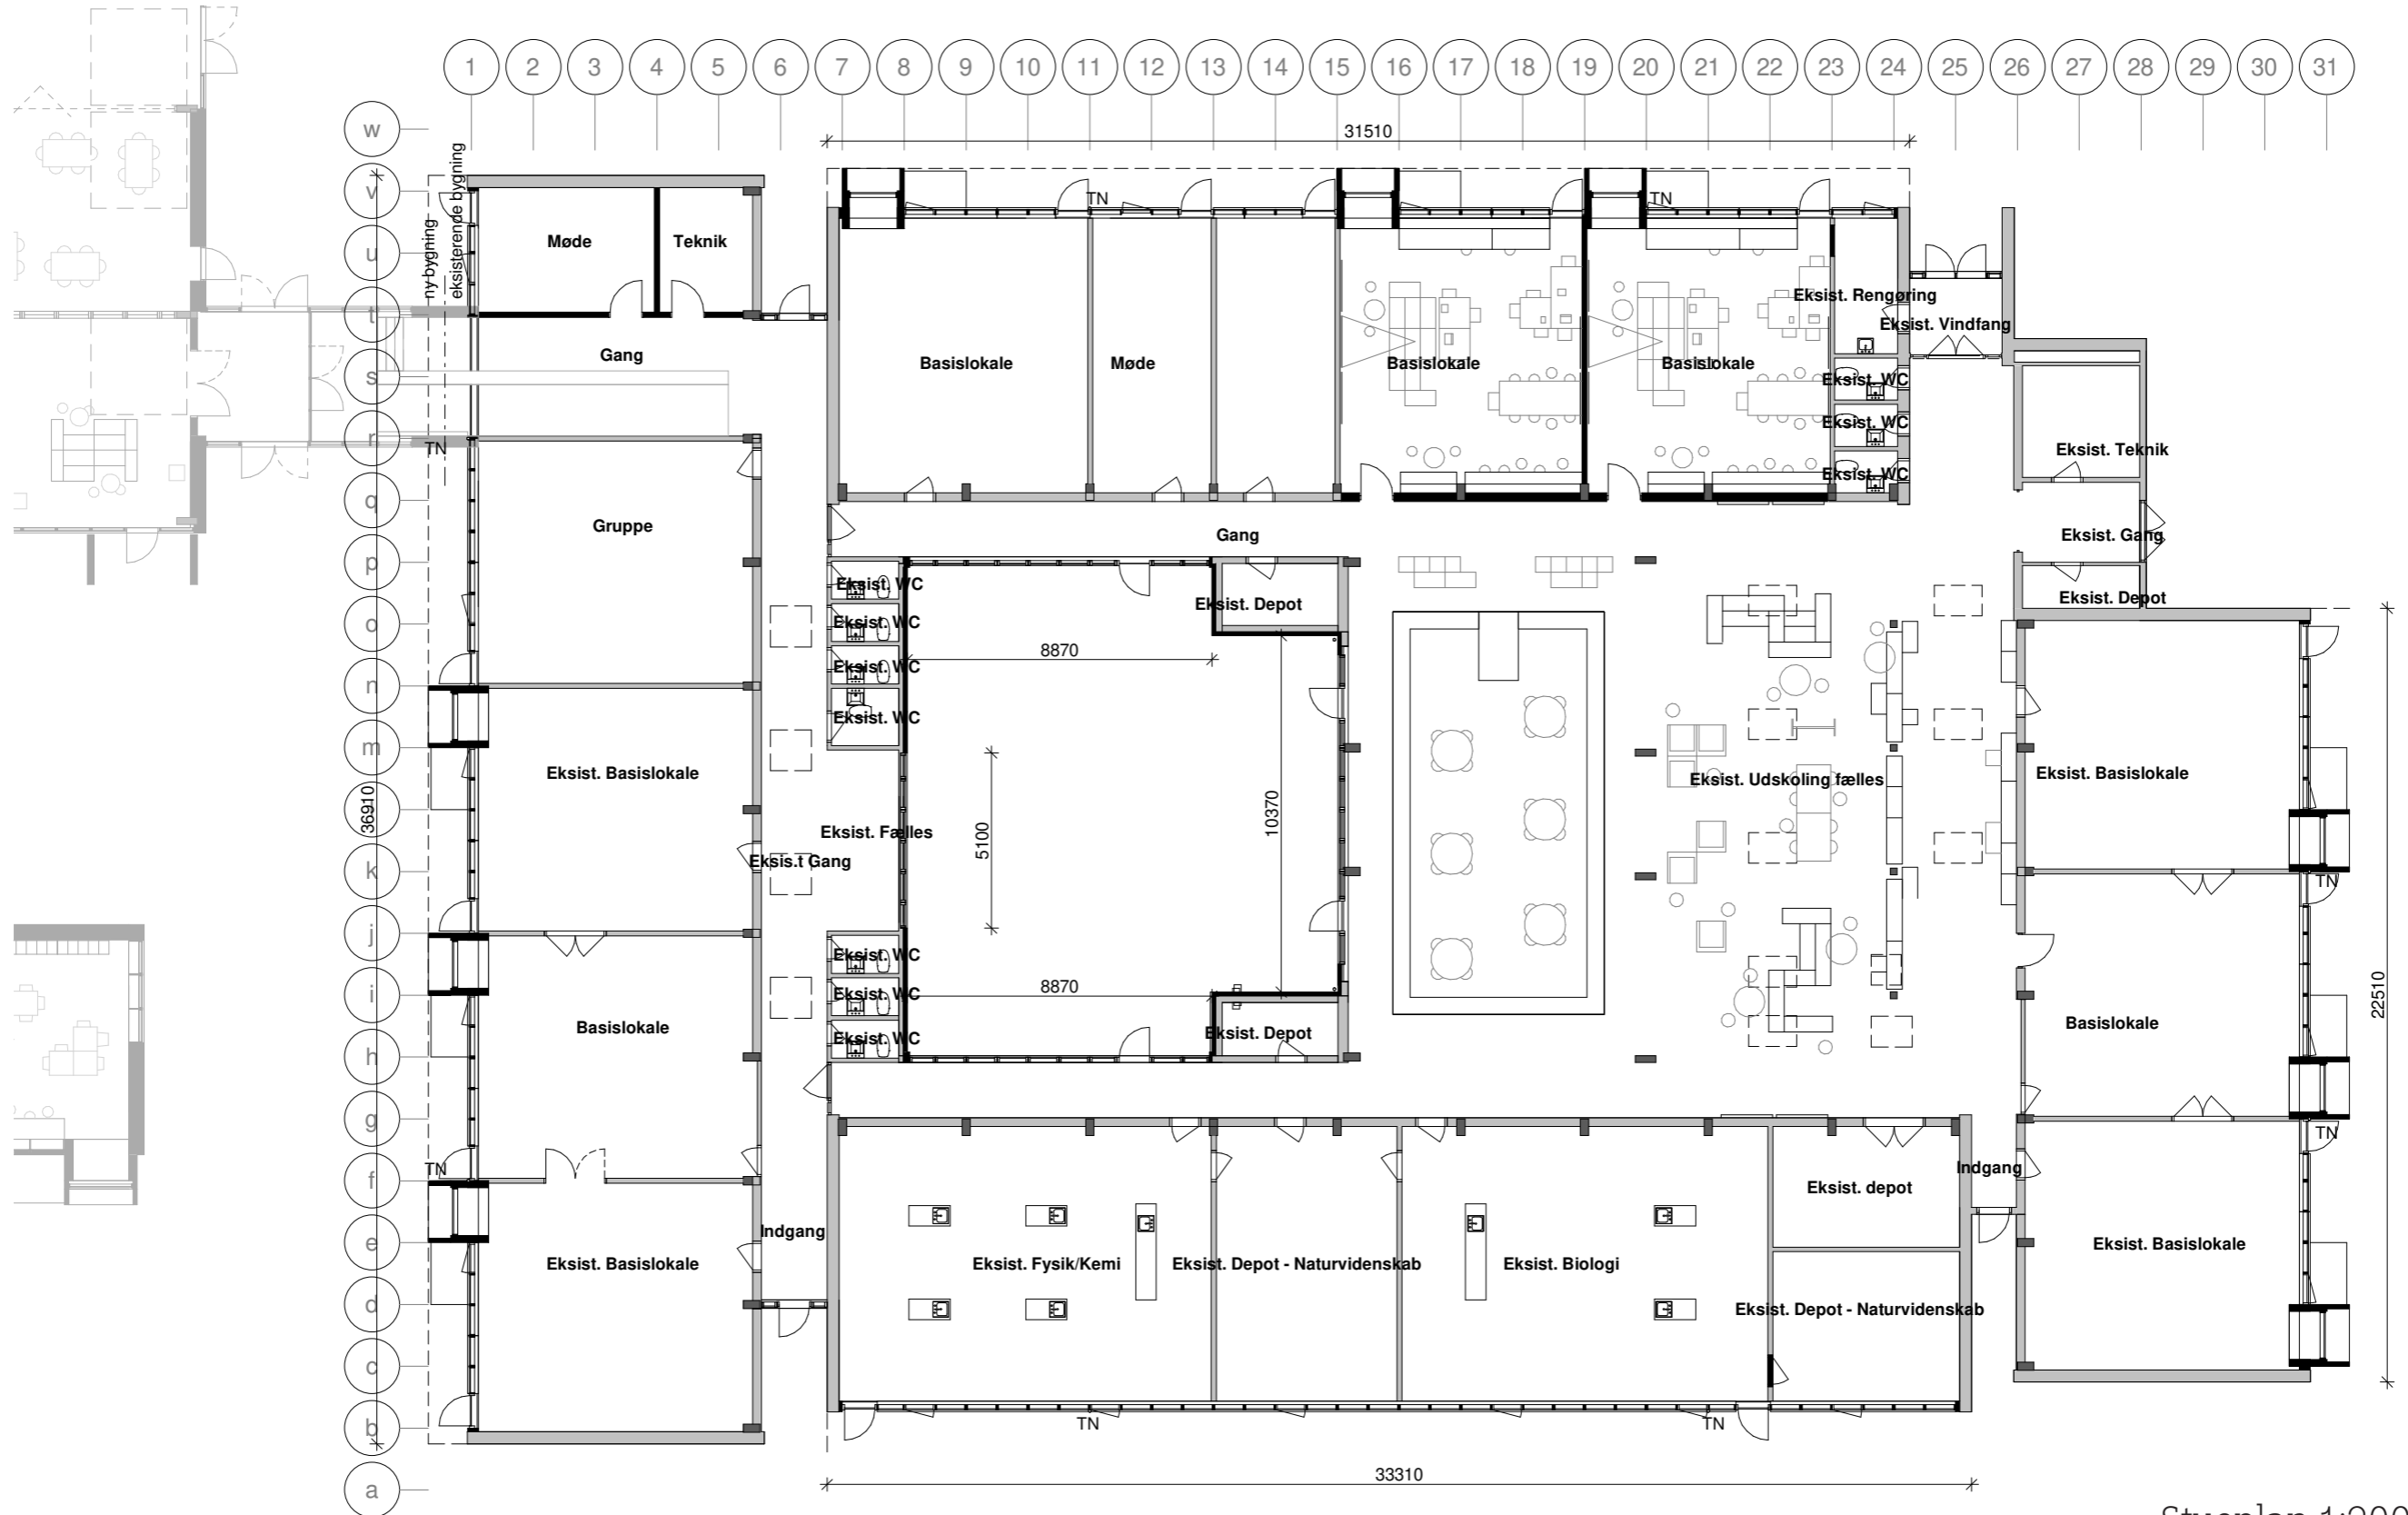 1 2 3 4 5 6 7 8 9 10 11 12 13 14 15 16 17 18 19 20 21 22 23 24 25 26 27 28 29 30 31
w
31510
v
TN
TN
u
Møde
Teknik
ny bygning
eksisterende bygning
Eksist. Rengøring
t
Eksist. Vindfang
Gang
Basislokale
Møde
Basislokale
Basislokale
s
Eksist. WC
Eksist. WC
r
TN
Eksist. Teknik
Eksist. WC
q
Gruppe
Gang
Eksist. Gang
p
Eksist. WC
Eksist. Depot
Eksist. Depot
o
Eksist. WC
8870
Eksist. WC
n
Eksist. WC
m
Eksist. Basislokale
Eksist. Udskoling fælles
Eksist. Basislokale
36910
5100
10370
Eksist. Fælles
Eksis.t Gang
k
TN
j
Eksist. WC
8870
i
Eksist. WC
22510
Basislokale
Eksist. WC
Eksist. Depot
Basislokale
h
g
TN
f
TN
Indgang
Eksist. depot
Indgang
e
Eksist. Basislokale
Eksist. Fysik/Kemi
Eksist. Depot - Naturvidenskab
Eksist. Biologi
Eksist. Basislokale
d
Eksist. Depot - Naturvidenskab
c
b
TN
TN
33310
a
Stueplan 1:200